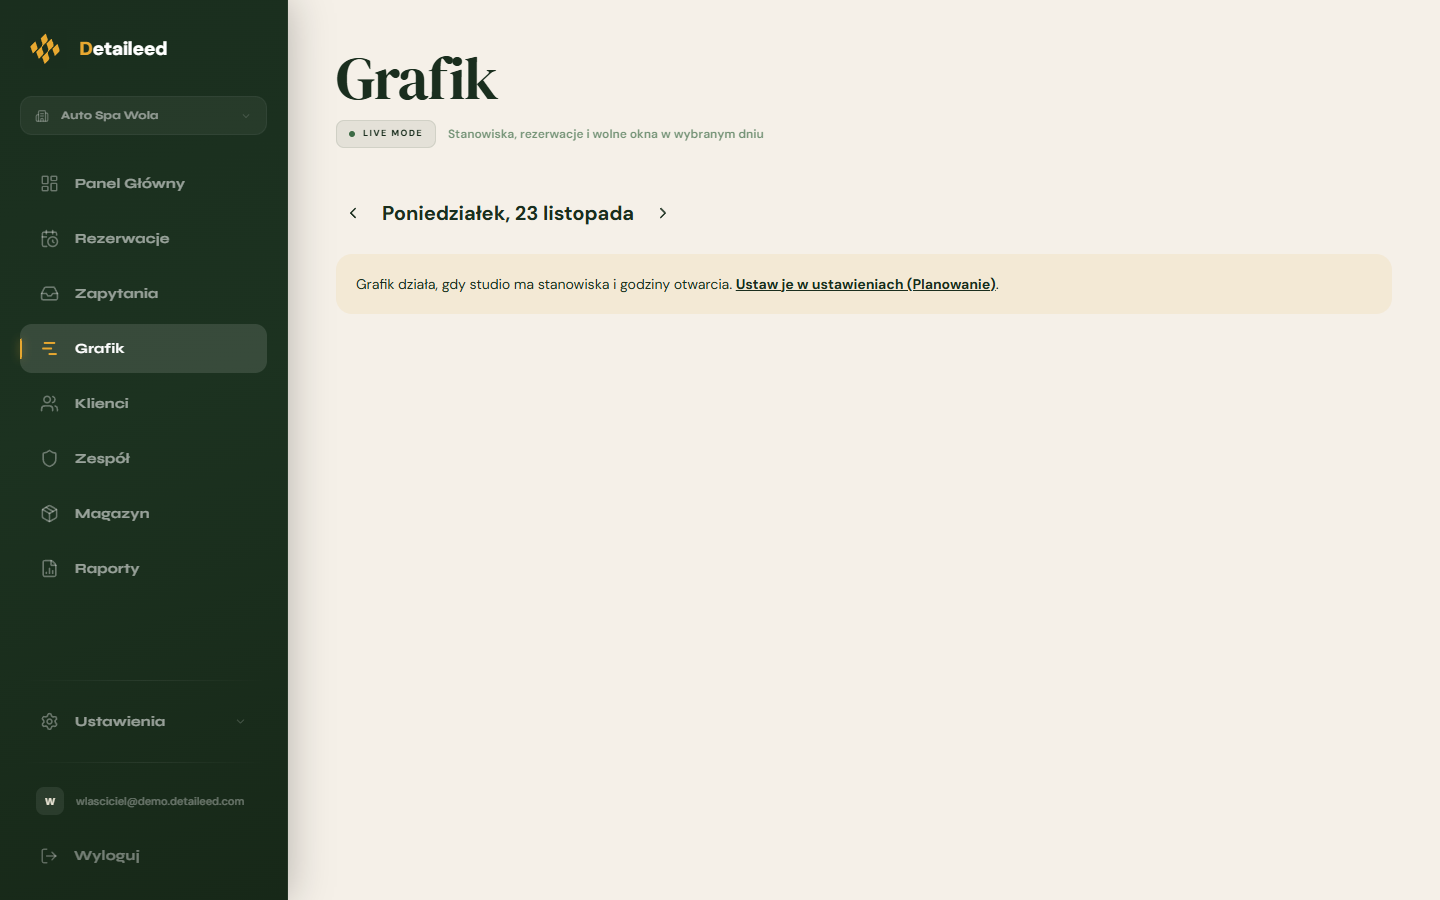 Detaileed
Auto Spa Wola
Panel Główny
Rezerwacje
Zapytania
Grafik
Klienci
Zespół
Magazyn
Raporty
Ustawienia
W
wlasciciel@demo.detaileed.com
Wyloguj
Grafik
LIVE MODE
Stanowiska, rezerwacje i wolne okna w wybranym dniu
Poniedziałek, 23 listopada
Grafik działa, gdy studio ma stanowiska i godziny otwarcia. Ustaw je w ustawieniach (Planowanie).